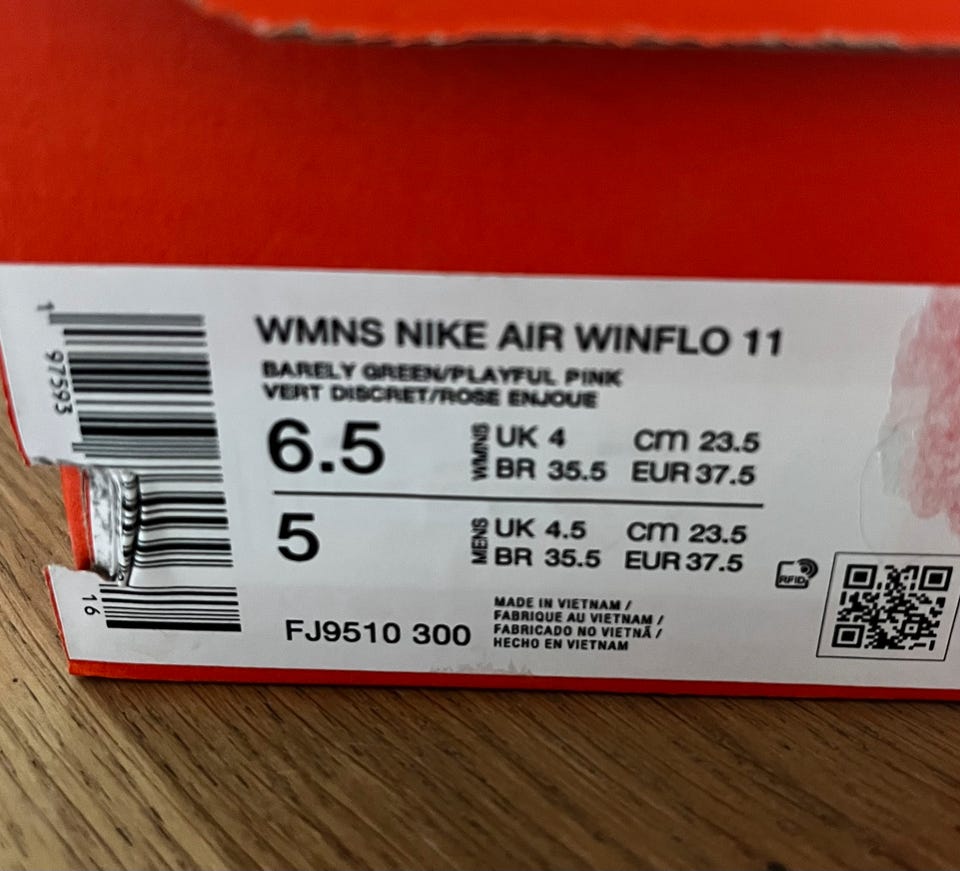 WMNS NIKE AIR WINFLO 11
BARELY GREEN/PLAYFUL PINK
VERT DISCRET/ROSE ENJOUE
6.5
WMNS
UK 4 cm 23.5
BR 35.5 EUR 37.5
5
MENS
UK 4.5 cm 23.5
BR 35.5 EUR 37.5
FJ9510 300
MADE IN VIETNAM /
FABRIQUE AU VIETNAM /
FABRICADO NO VIETNÃ /
HECHO EN VIETNAM
RFID
1 97593
16